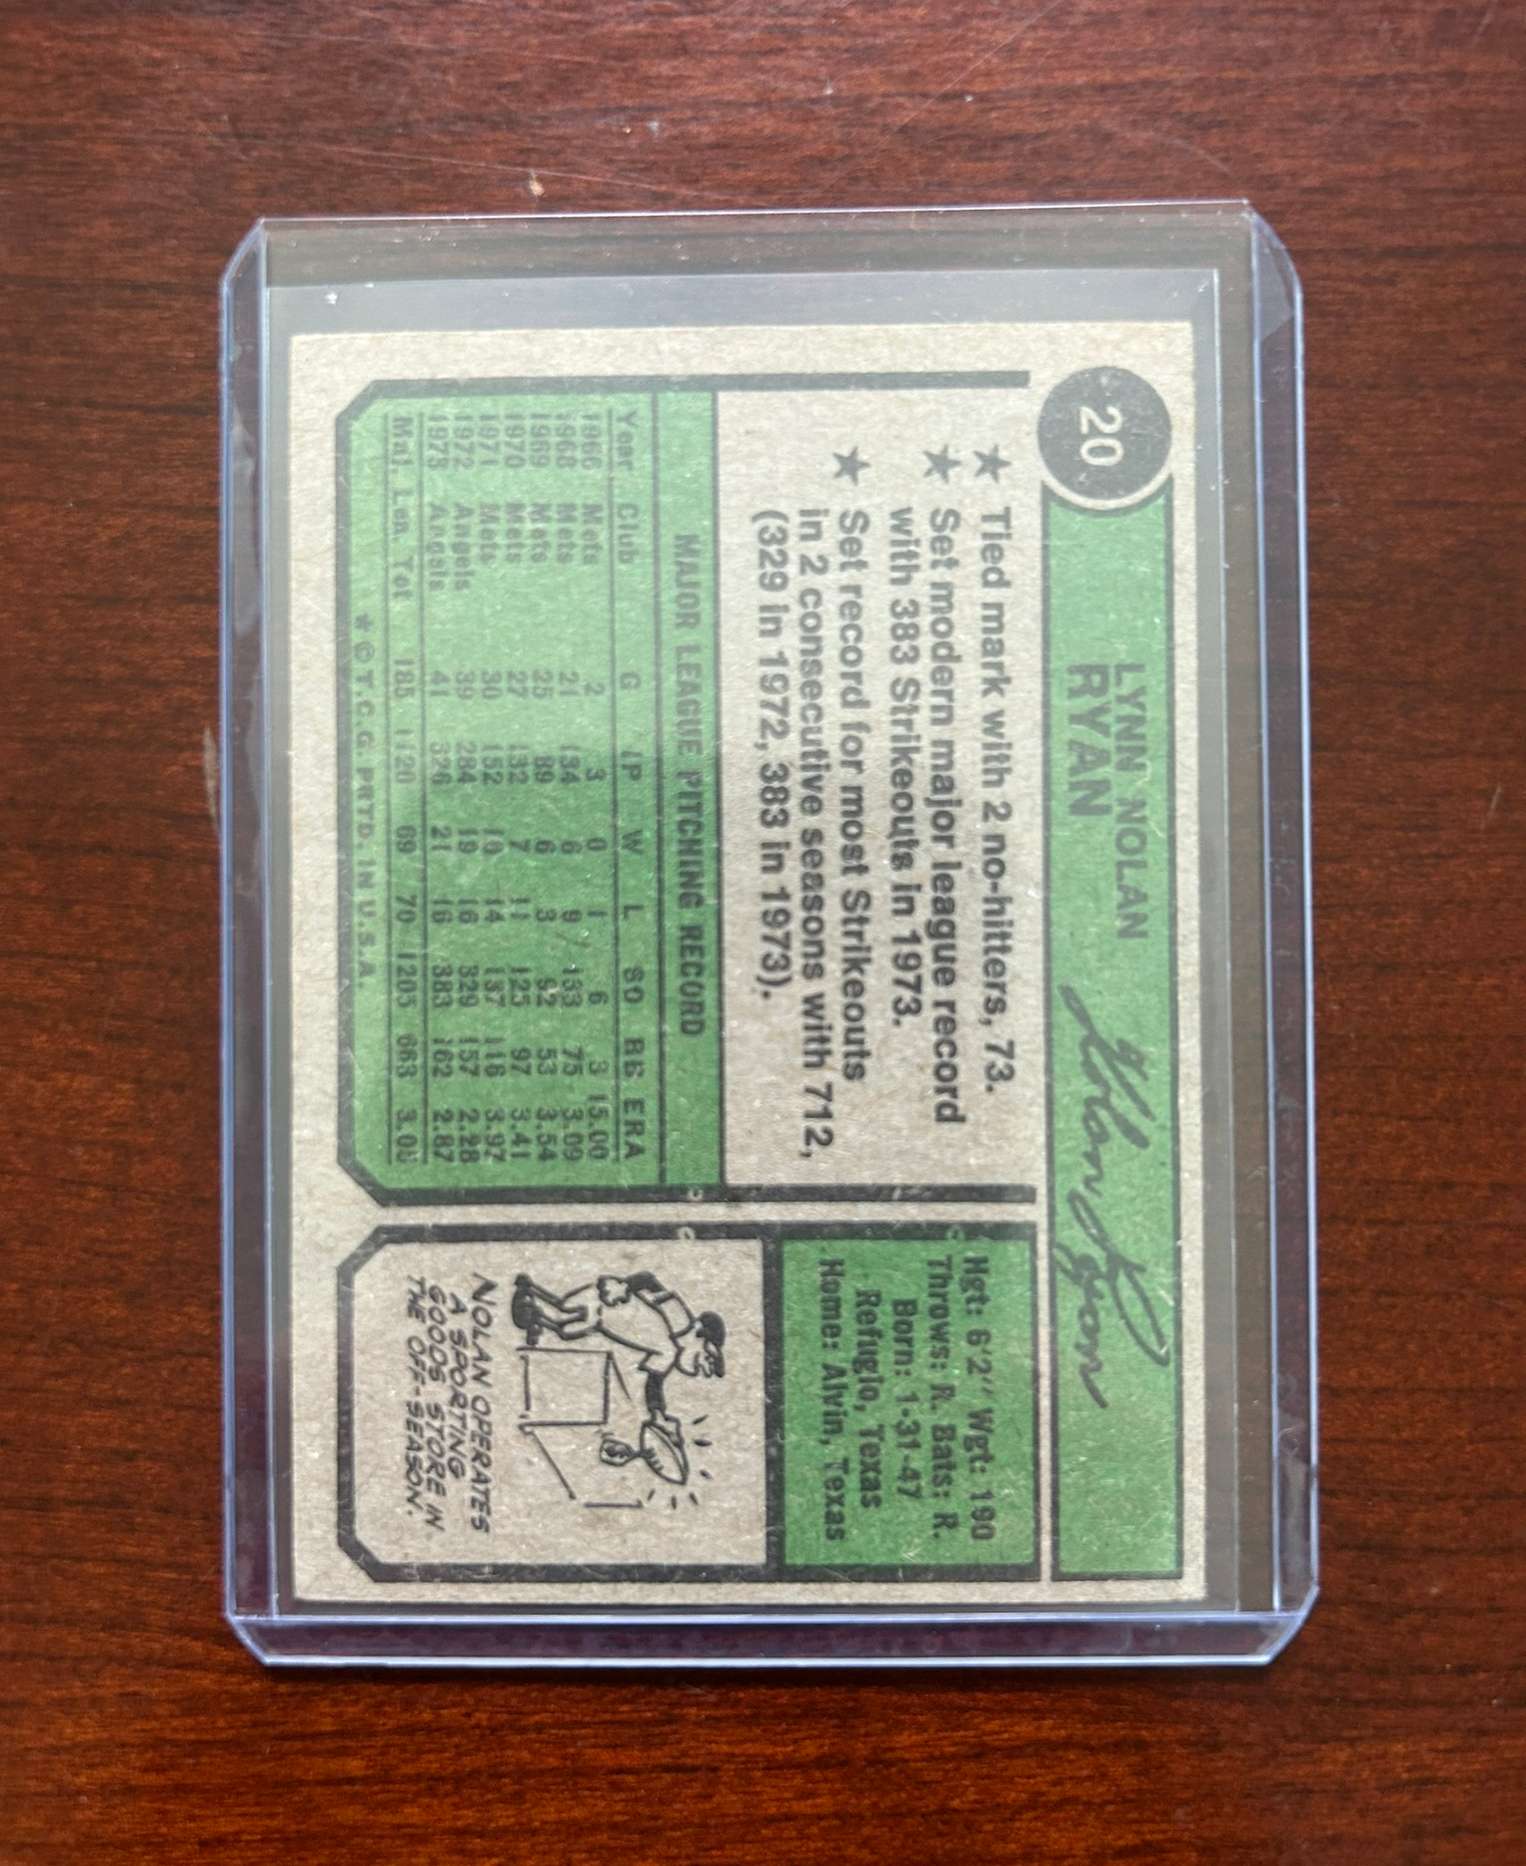 20
LYNN NOLAN
RYAN
Nolan Ryan
★ Tied mark with 2 no-hitters, 73.
★ Set modern major league record
with 383 Strikeouts in 1973.
★ Set record for most Strikeouts
in 2 consecutive seasons with 712,
(329 in 1972, 383 in 1973).
Hgt: 6'2" Wgt: 190
Throws: R. Bats: R.
Born: 1-31-47
Refugio, Texas
Home: Alvin, Texas
MAJOR LEAGUE PITCHING RECORD
Year Club G IP W L SO BB ERA
1966 Mets 2 3 0 1 6 3 15.00
1968 Mets 21 134 6 9 133 75 3.09
1969 Mets 25 89 6 3 92 53 3.54
1970 Mets 27 132 7 11 125 97 3.41
1971 Mets 30 152 10 14 137 116 3.97
1972 Angels 39 284 19 16 329 157 2.28
1973 Angels 41 326 21 16 383 162 2.87
Maj. Lea. Tot. 185 1120 69 70 1205 663 3.08
* © T.C.G. PRTD. IN U.S.A.
NOLAN OPERATES
A SPORTING
GOODS STORE IN
THE OFF-SEASON.